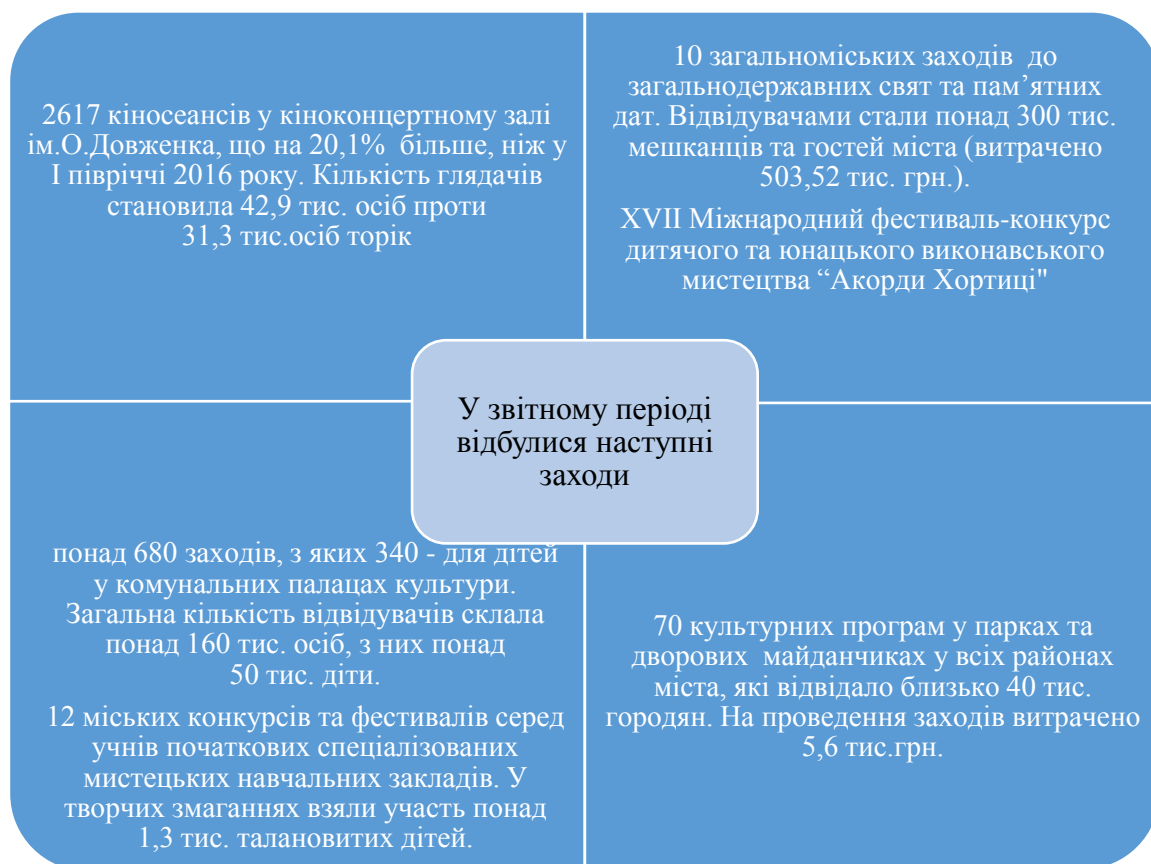 2617 кіносеансів у кіноконцертному залі
ім.О.Довженка, що на 20,1% більше, ніж у
І півріччі 2016 року. Кількість глядачів
становила 42,9 тис. осіб проти
31,3 тис.осіб торік
10 загальноміських заходів до
загальнодержавних свят та пам’ятних
дат. Відвідувачами стали понад 300 тис.
мешканців та гостей міста (витрачено
503,52 тис. грн.).
XVII Міжнародний фестиваль-конкурс
дитячого та юнацького виконавського
мистецтва “Акорди Хортиці"
У звітному періоді
відбулися наступні
заходи
понад 680 заходів, з яких 340 - для дітей
у комунальних палацах культури.
Загальна кількість відвідувачів склала
понад 160 тис. осіб, з них понад
50 тис. діти.
12 міських конкурсів та фестивалів серед
учнів початкових спеціалізованих
мистецьких навчальних закладів. У
творчих змаганнях взяли участь понад
1,3 тис. талановитих дітей.
70 культурних програм у парках та
дворових майданчиках у всіх районах
міста, які відвідало близько 40 тис.
городян. На проведення заходів витрачено
5,6 тис.грн.